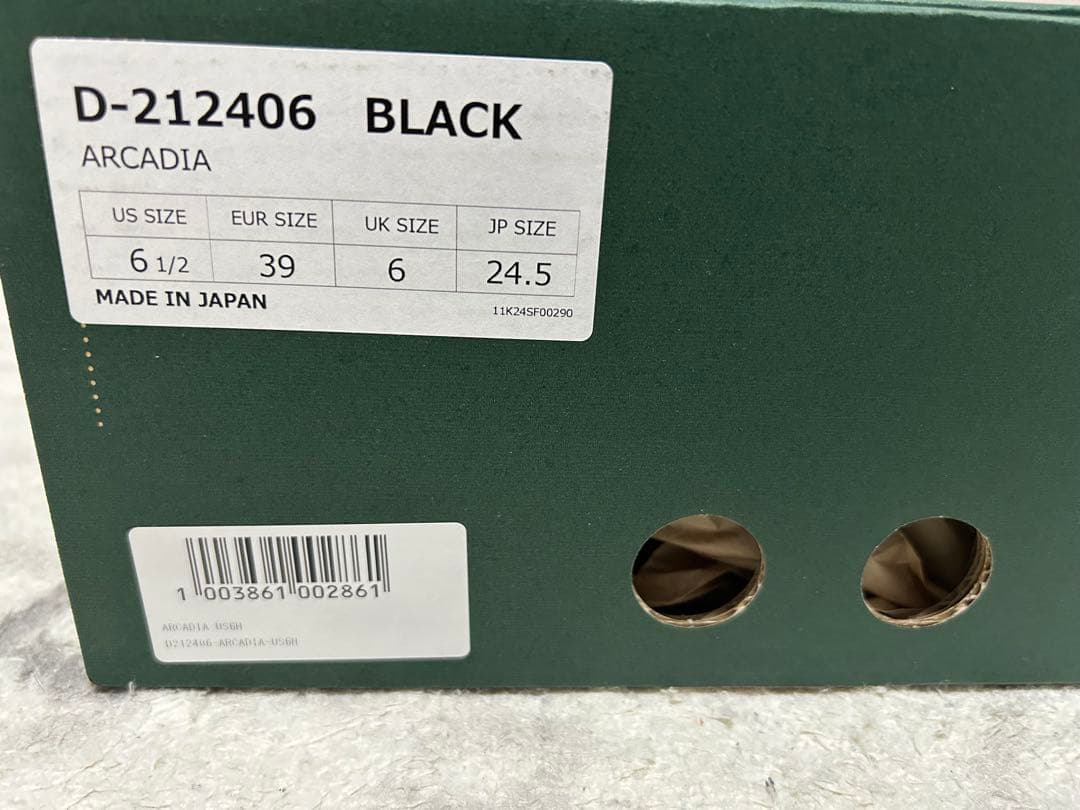 D-212406 BLACK
ARCADIA
US SIZE EUR SIZE UK SIZE JP SIZE
6 1/2 39 6 24.5
MADE IN JAPAN 11K24SF00290
1 003861 002861
ARCADIA-US6H
D212406-ARCADIA-US6H